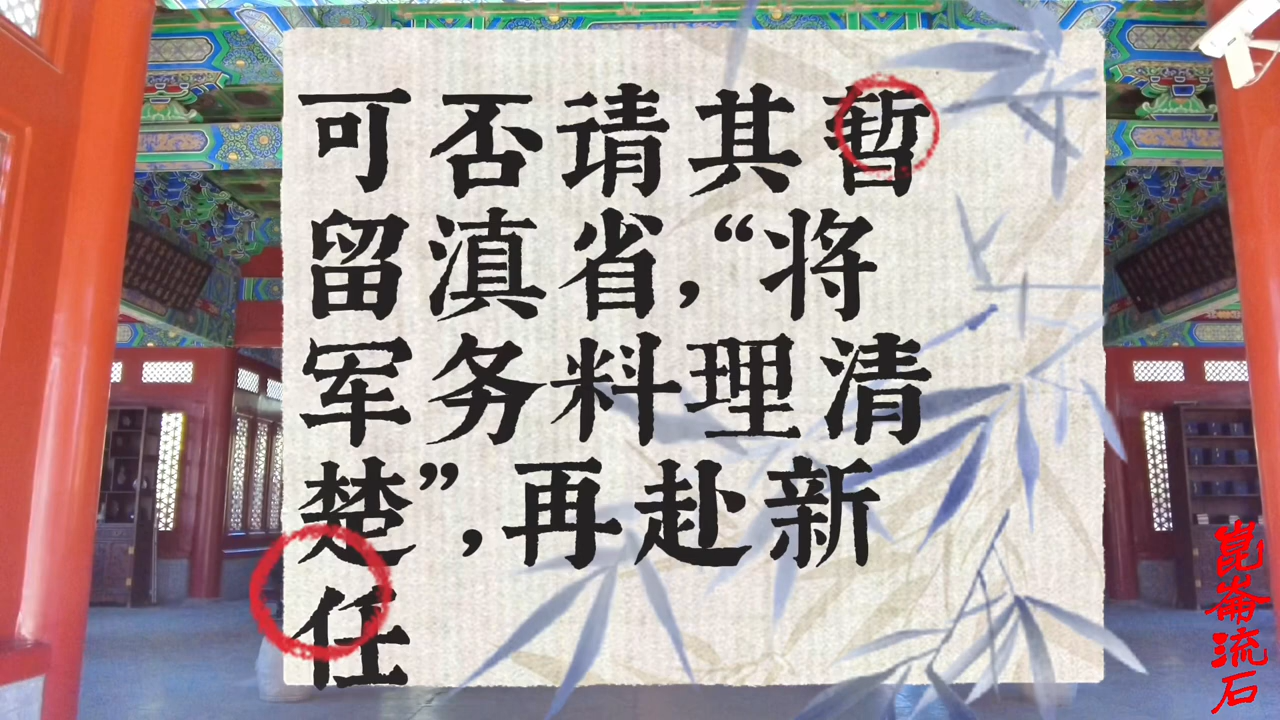 可否请其暂
留滇省，“将
军务料理清
楚”，再赴新
任
崑崙流石